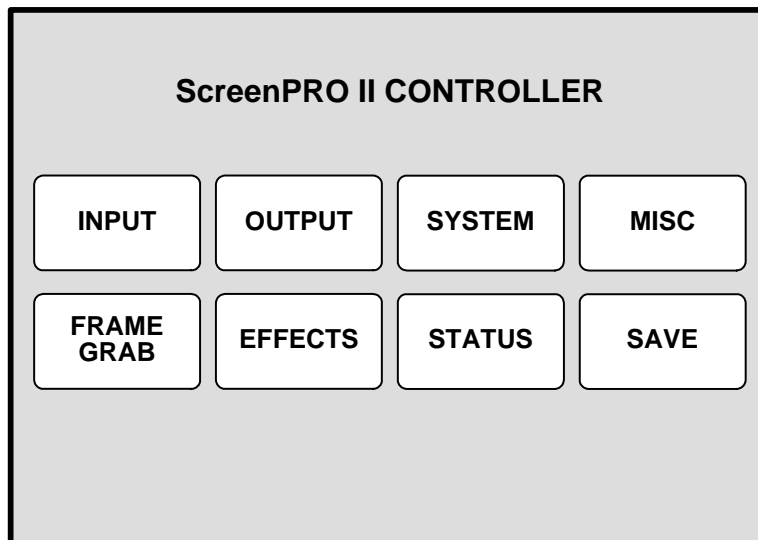 ScreenPRO II CONTROLLER
INPUT
OUTPUT
SYSTEM
MISC
FRAME
GRAB
EFFECTS
STATUS
SAVE